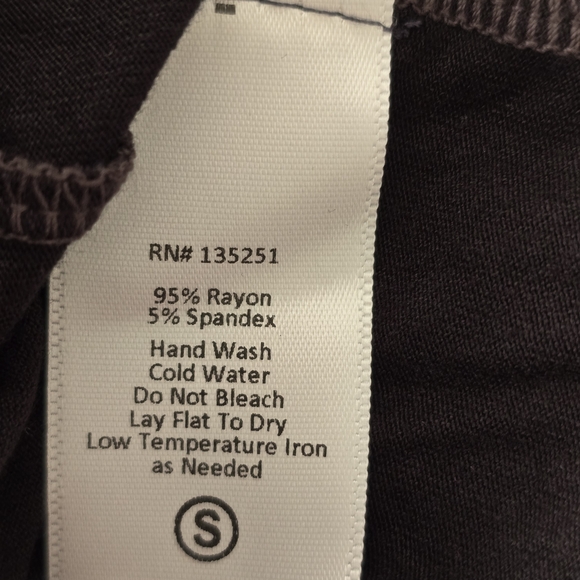 RN# 135251
95% Rayon
5% Spandex
Hand Wash
Cold Water
Do Not Bleach
Lay Flat To Dry
Low Temperature Iron
as Needed
S